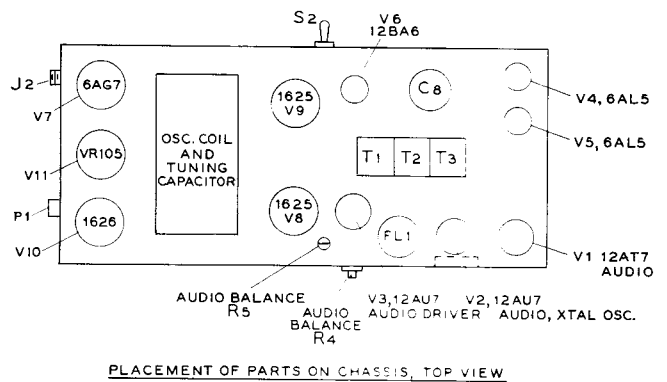 S2
V6
12BA6
J2
6AG7
V7
1625
V9
C8
V4, 6AL5
V5, 6AL5
OSC. COIL
AND
TUNING
CAPACITOR
VR105
V11
T1 T2 T3
P1
1626
V10
1625
V8
FL1
V1 12AT7
AUDIO
AUDIO BALANCE
R5
AUDIO
BALANCE
R4
V3, 12AU7
AUDIO DRIVER
V2, 12AU7
AUDIO, XTAL OSC.
PLACEMENT OF PARTS ON CHASSIS, TOP VIEW